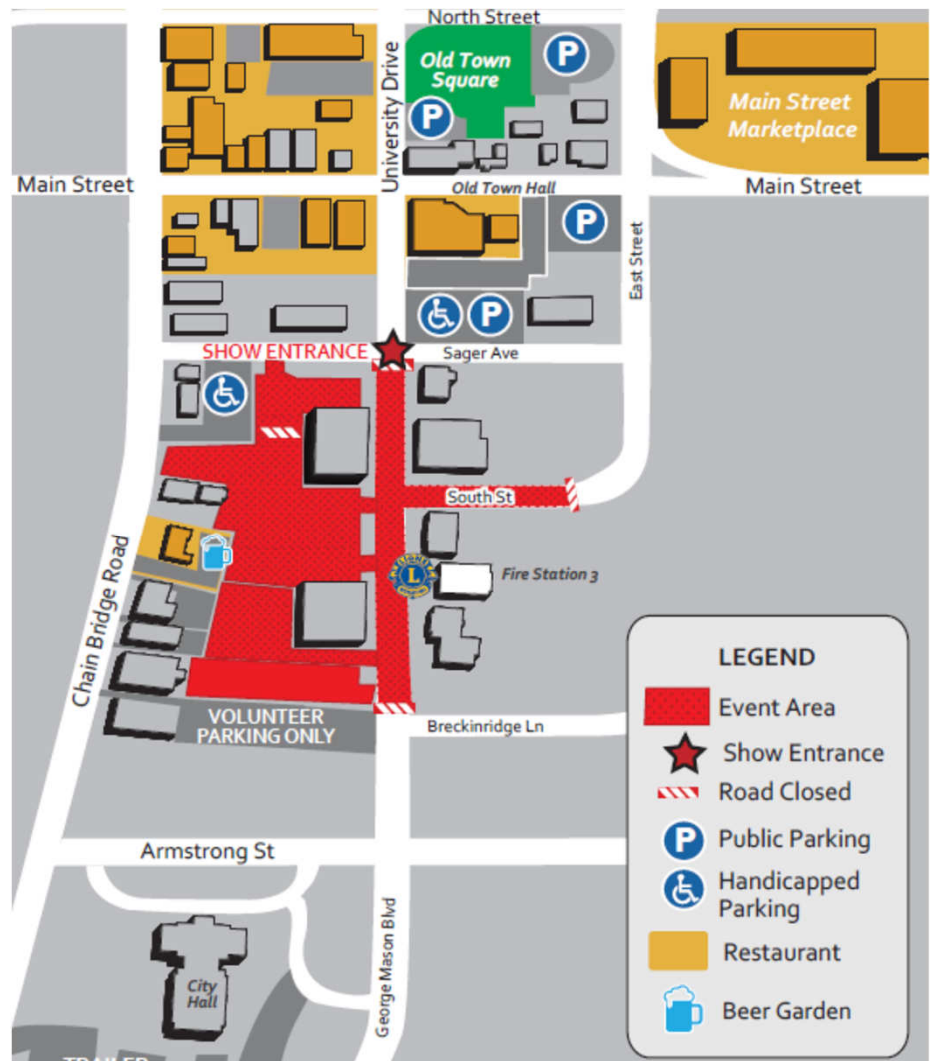 North Street
University Drive
Old Town
Square
P
P
Main Street
Marketplace
Main Street
Old Town Hall
Main Street
P
East Street
P
SHOW ENTRANCE
Sager Ave
South St
L
Fire Station 3
Chain Bridge Road
VOLUNTEER
PARKING ONLY
Breckinridge Ln
Armstrong St
George Mason Blvd
City
Hall
LEGEND
Event Area
Show Entrance
Road Closed
P
Public Parking
Handicapped
Parking
Restaurant
Beer Garden